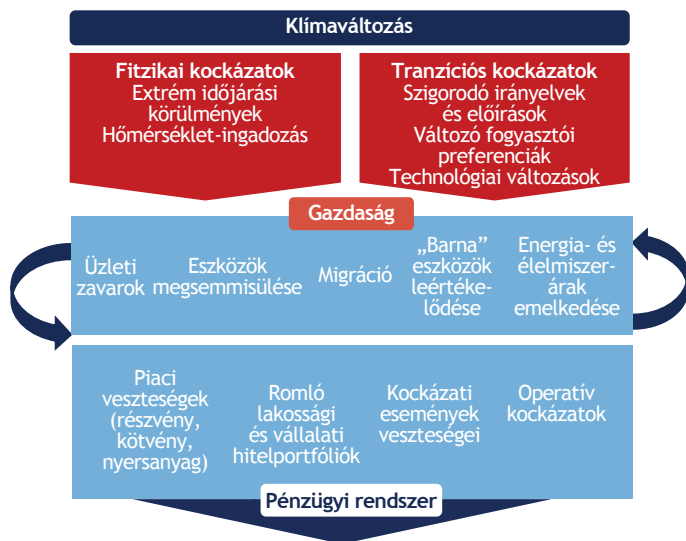 Klímaváltozás
Fitzikai kockázatok
Extrém időjárási
körülmények
Hőmérséklet-ingadozás
Tranzíciós kockázatok
Szigorodó irányelvek
és előírások
Változó fogyasztói
preferenciák
Technológiai változások
Gazdaság
Üzleti
zavarok
Eszközök
megsemmisülése
Migráció
„Barna”
eszközök
leértéke-
lődése
Energia- és
élelmiszer-
árak
emelkedése
Piaci
veszteségek
(részvény,
kötvény,
nyersanyag)
Romló
lakossági
és vállalati
hitelportfóliók
Kockázati
események
veszteségei
Operatív
kockázatok
Pénzügyi rendszer